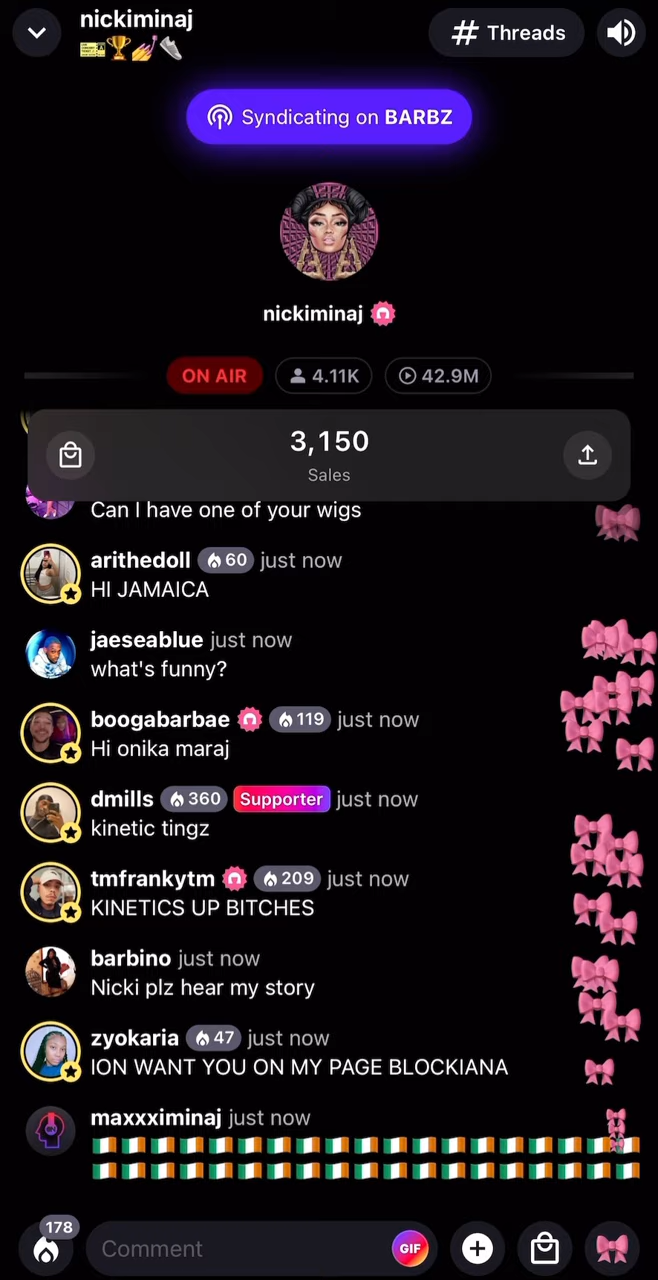 nickiminaj
🎫🏆💅👟
# Threads
Syndicating on BARBZ
nickiminaj
ON AIR
4.11K
42.9M
3,150
Sales
Can I have one of your wigs
arithedoll 60 just now
HI JAMAICA
jaeseablue just now
what's funny?
boogabarbae 119 just now
Hi onika maraj
dmills 360 Supporter just now
kinetic tingz
tmfrankytm 209 just now
KINETICS UP BITCHES
barbino just now
Nicki plz hear my story
zyokaria 47 just now
ION WANT YOU ON MY PAGE BLOCKIANA
maxxximinaj just now
🇮🇪🇮🇪🇮🇪🇮🇪🇮🇪🇮🇪🇮🇪🇮🇪🇮🇪🇮🇪🇮🇪🇮🇪🇮🇪🇮🇪🇮🇪🇮🇪🇮🇪🇮🇪🇮🇪
🇮🇪🇮🇪🇮🇪🇮🇪🇮🇪🇮🇪🇮🇪🇮🇪🇮🇪🇮🇪🇮🇪🇮🇪🇮🇪🇮🇪🇮🇪🇮🇪🇮🇪🇮🇪🇮🇪
178
Comment
GIF